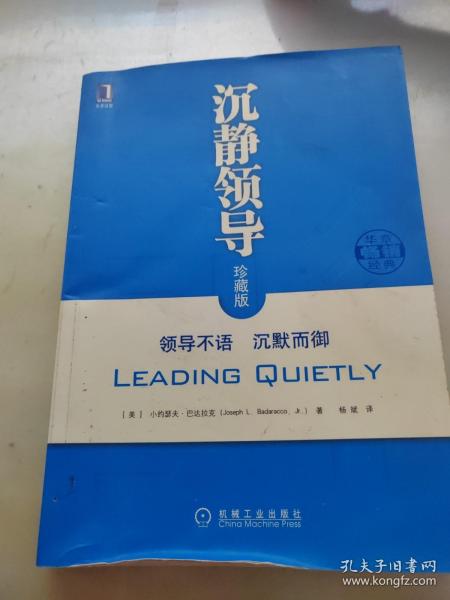 沉静领导
珍藏版
华章
畅销
经典
领导不语 沉默而御
LEADING QUIETLY
[美] 小约瑟夫·巴达拉克 (Joseph L. Badaracco, Jr.) 著 杨斌 译
机械工业出版社
China Machine Press
孔夫子旧书网
www.kongfz.com